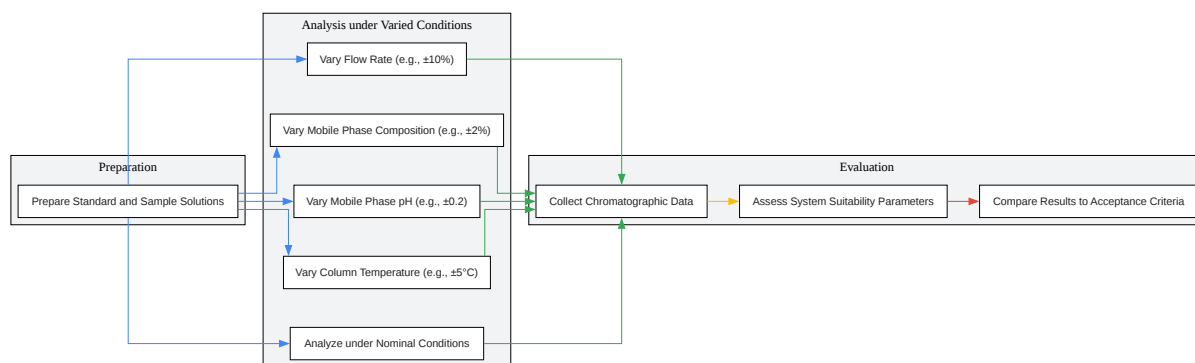 Analysis under Varied Conditions
Vary Flow Rate (e.g., ±10%)
Vary Mobile Phase Composition (e.g., ±2%)
Preparation
Evaluation
Prepare Standard and Sample Solutions
Vary Mobile Phase pH (e.g., ±0.2)
Collect Chromatographic Data
Assess System Suitability Parameters
Compare Results to Acceptance Criteria
Vary Column Temperature (e.g., ±5°C)
Analyze under Nominal Conditions